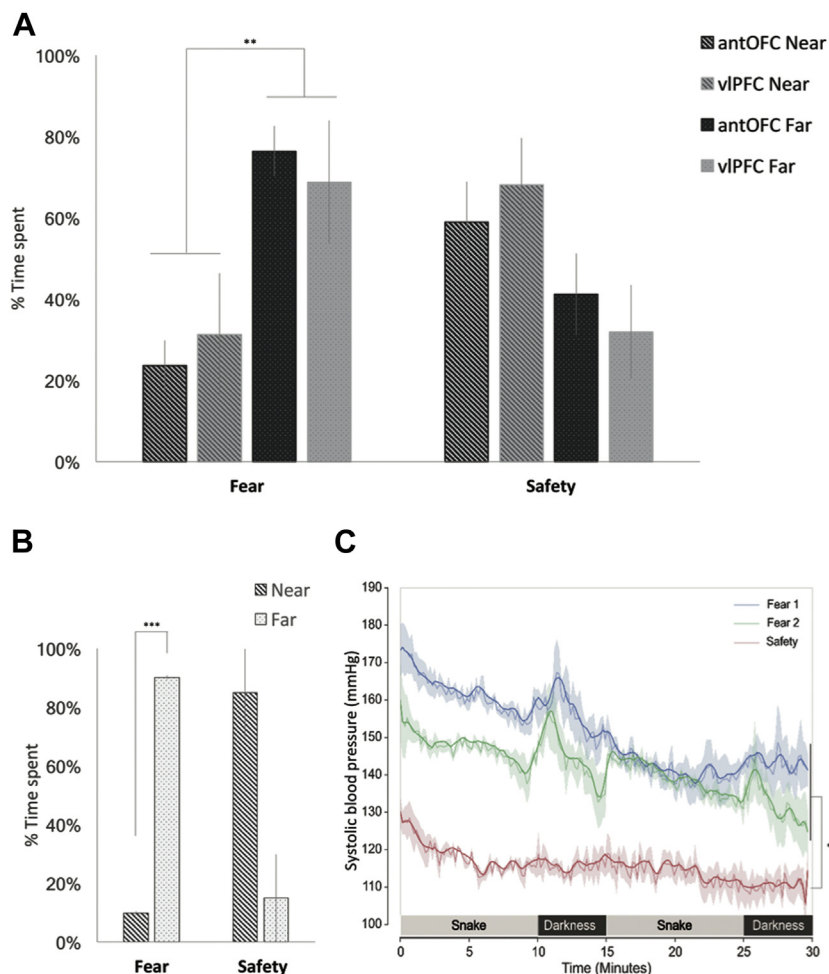 A
**
100%
80%
60%
40%
20%
0%
% Time spent
Fear
Safety
antOFC Near
vlPFC Near
antOFC Far
vlPFC Far
B
Near
Far
***
100%
80%
60%
40%
20%
0%
% Time spent
Fear
Safety
C
190
180
170
160
150
140
130
120
110
100
Systolic blood pressure (mmHg)
Fear 1
Fear 2
Safety
*
Snake
Darkness
Snake
Darkness
0
5
10
15
20
25
30
Time (Minutes)